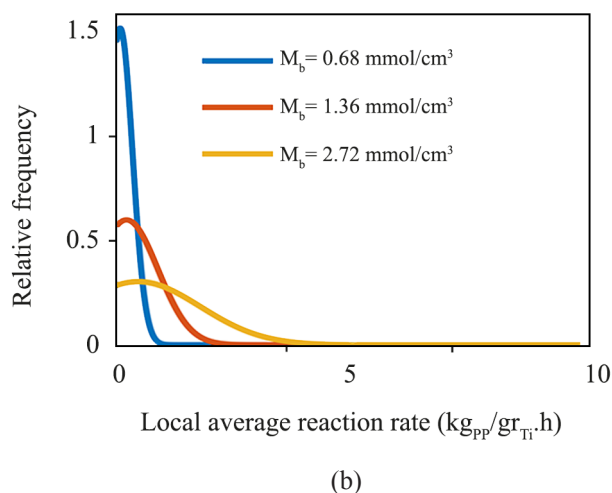 1.5
1
0.5
0
M_b= 0.68 mmol/cm³
M_b= 1.36 mmol/cm³
M_b= 2.72 mmol/cm³
Relative frequency
0 5 10
Local average reaction rate (kg_PP/gr_Ti.h)
(b)